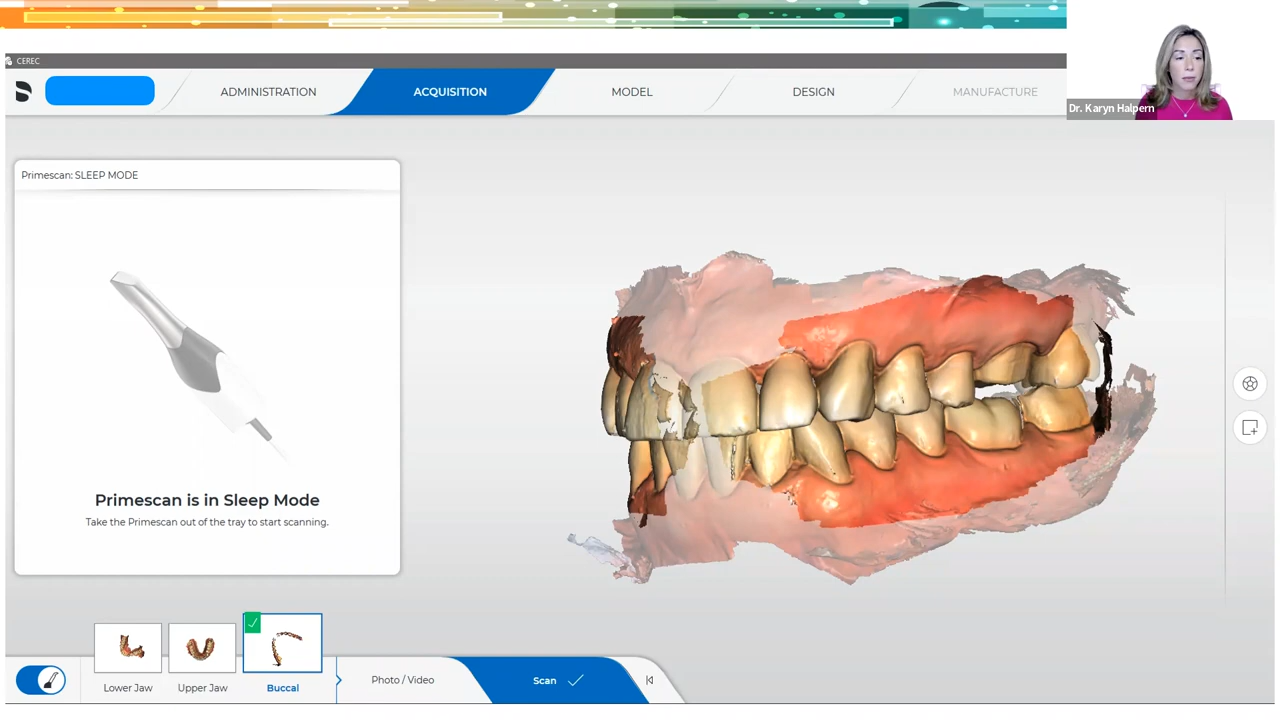 CEREC
ADMINISTRATION
ACQUISITION
MODEL
DESIGN
MANUFACTURE
Dr. Karyn Halpern
Primescan: SLEEP MODE
Primescan is in Sleep Mode
Take the Primescan out of the tray to start scanning.
Lower Jaw
Upper Jaw
Buccal
Photo / Video
Scan